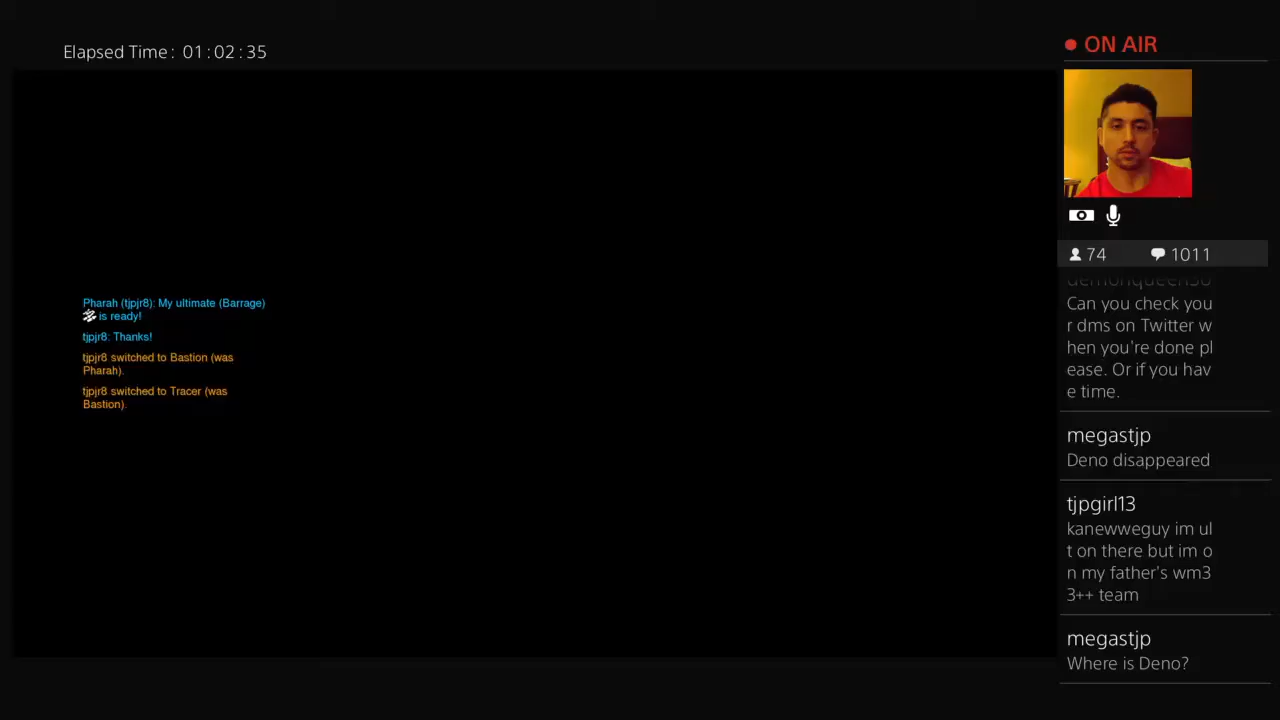 Elapsed Time: 01:02:35
ON AIR
74 1011
Pharah (tjpjr8): My ultimate (Barrage)
is ready!
tjpjr8: Thanks!
tjpjr8 switched to Bastion (was
Pharah).
tjpjr8 switched to Tracer (was
Bastion).
Can you check you
r dms on Twitter w
hen you're done pl
ease. Or if you hav
e time.
megastjp
Deno disappeared
tjpgirl13
kanewweguy im ul
t on there but im o
n my father's wm3
3++ team
megastjp
Where is Deno?